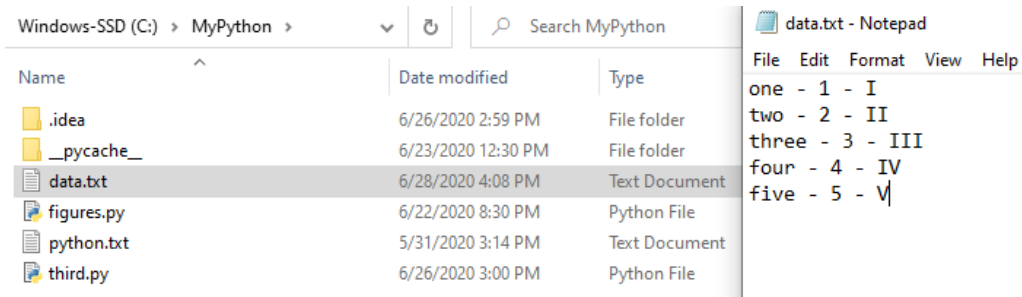 Windows-SSD (C:) > MyPython >
Search MyPython
Name Date modified Type
.idea 6/26/2020 2:59 PM File folder
__pycache__ 6/23/2020 12:30 PM File folder
data.txt 6/28/2020 4:08 PM Text Document
figures.py 6/22/2020 8:30 PM Python File
python.txt 5/31/2020 3:14 PM Text Document
third.py 6/26/2020 3:00 PM Python File
data.txt - Notepad
File Edit Format View Help
one - 1 - I
two - 2 - II
three - 3 - III
four - 4 - IV
five - 5 - V